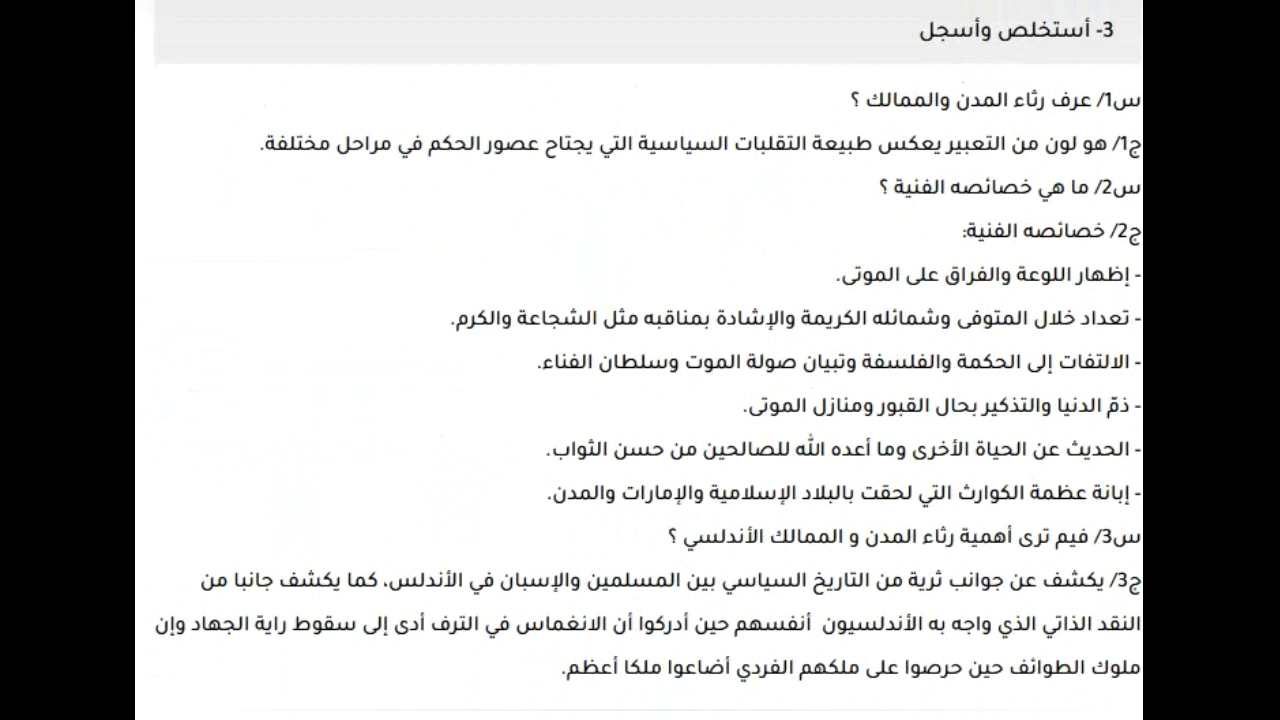 3- أستخلص وأسجل
س1/ عرف رثاء المدن والممالك ؟
ج1/ هو لون من التعبير يعكس طبيعة التقلبات السياسية التي يجتاح عصور الحكم في مراحل مختلفة.
س2/ ما هي خصائصه الفنية ؟
ج2/ خصائصه الفنية:
- إظهار اللوعة والفراق على الموتى.
- تعداد خلال المتوفى وشمائله الكريمة والإشادة بمناقبه مثل الشجاعة والكرم.
- الالتفات إلى الحكمة والفلسفة وتبيان صولة الموت وسلطان الفناء.
- ذمّ الدنيا والتذكير بحال القبور ومنازل الموتى.
- الحديث عن الحياة الأخرى وما أعده الله للصالحين من حسن الثواب.
- إبانة عظمة الكوارث التي لحقت بالبلاد الإسلامية والإمارات والمدن.
س3/ فيم ترى أهمية رثاء المدن و الممالك الأندلسي ؟
ج3/ يكشف عن جوانب ثرية من التاريخ السياسي بين المسلمين والإسبان في الأندلس، كما يكشف جانبا من
النقد الذاتي الذي واجه به الأندلسيون أنفسهم حين أدركوا أن الانغماس في الترف أدى إلى سقوط راية الجهاد وإن
ملوك الطوائف حين حرصوا على ملكهم الفردي أضاعوا ملكا أعظم.